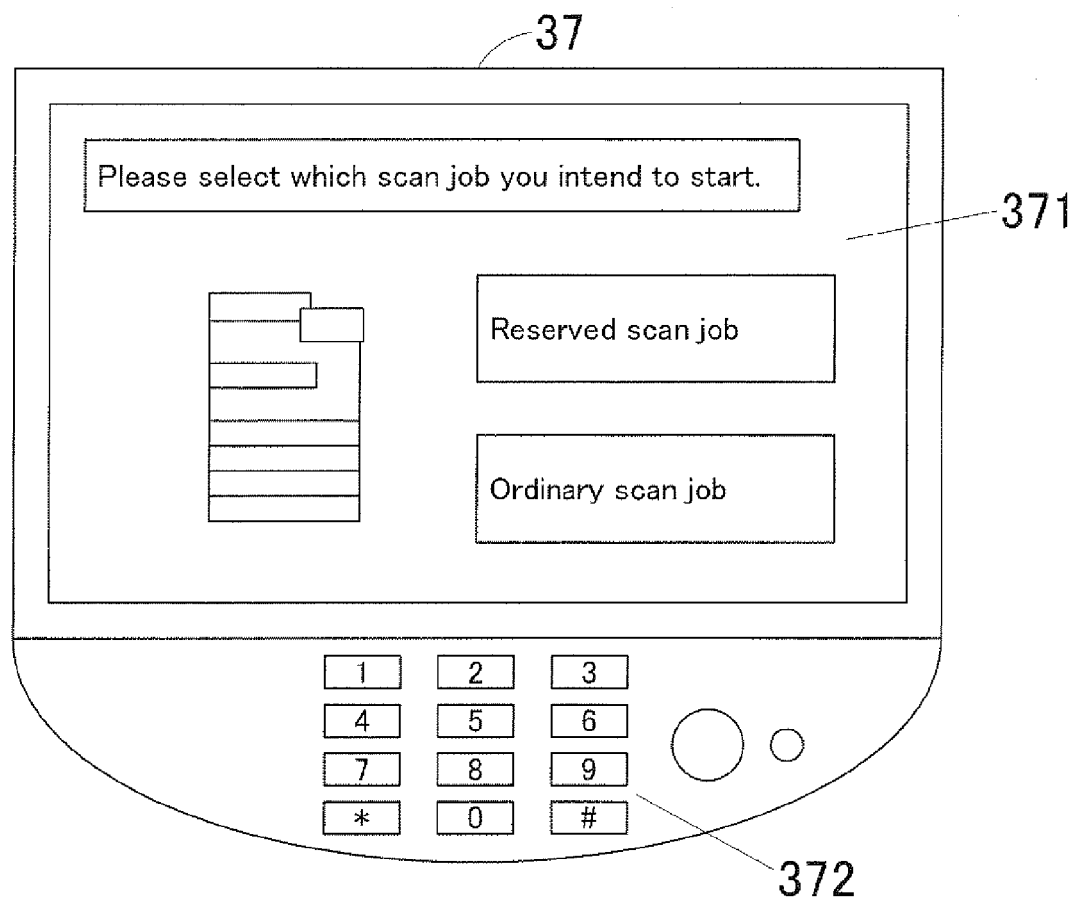 37
Please select which scan job you intend to start.
371
Reserved scan job
Ordinary scan job
1 2 3
4 5 6
7 8 9
* 0 #
372